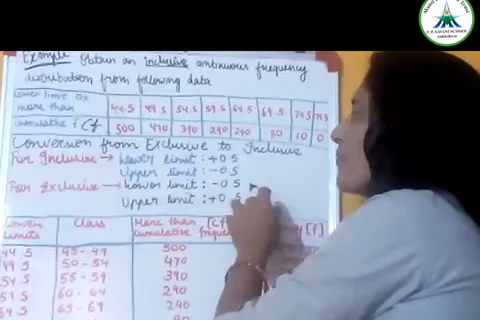 P. P. SAVANI SCHOOL
Example Obtain an inclusive continuous frequency
distribution from following data
Lower limit or more than 44.5 49.5 54.5 59.5 64.5 69.5 74.5 79.5
Cumulative f Cf 500 470 390 290 240 80 10 0
Conversion from Exclusive to Inclusive
For Inclusive → Lower limit : +0.5
Upper limit : -0.5
For Exclusive → Lower limit : -0.5
Upper limit : +0.5
Lower Limits Class More than cumulative [Cf]
44.5 45-49 500
49.5 50-54 470
54.5 55-59 390
59.5 60-64 290
64.5 65-69 240